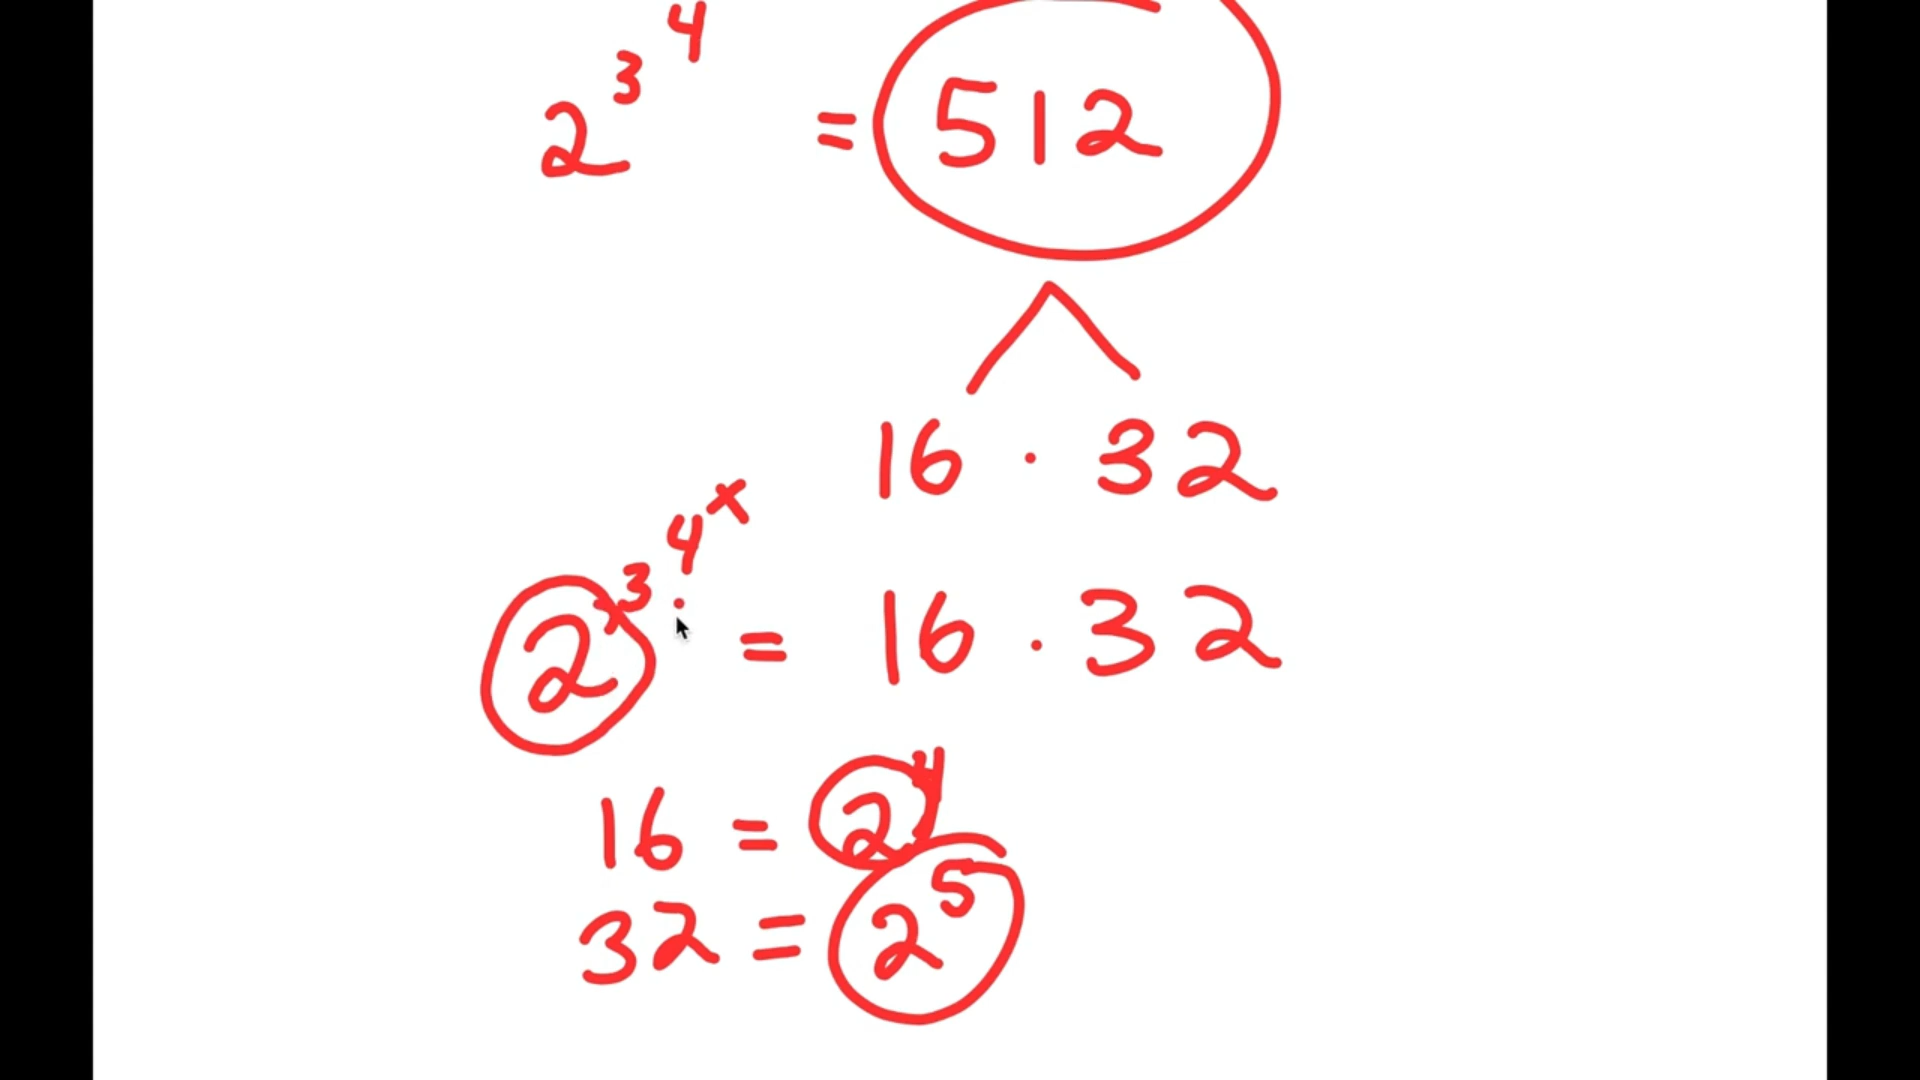 2^3^4 = 512
16 · 32
2^3^4^x = 16 · 32
16 = 2^4
32 = 2^5